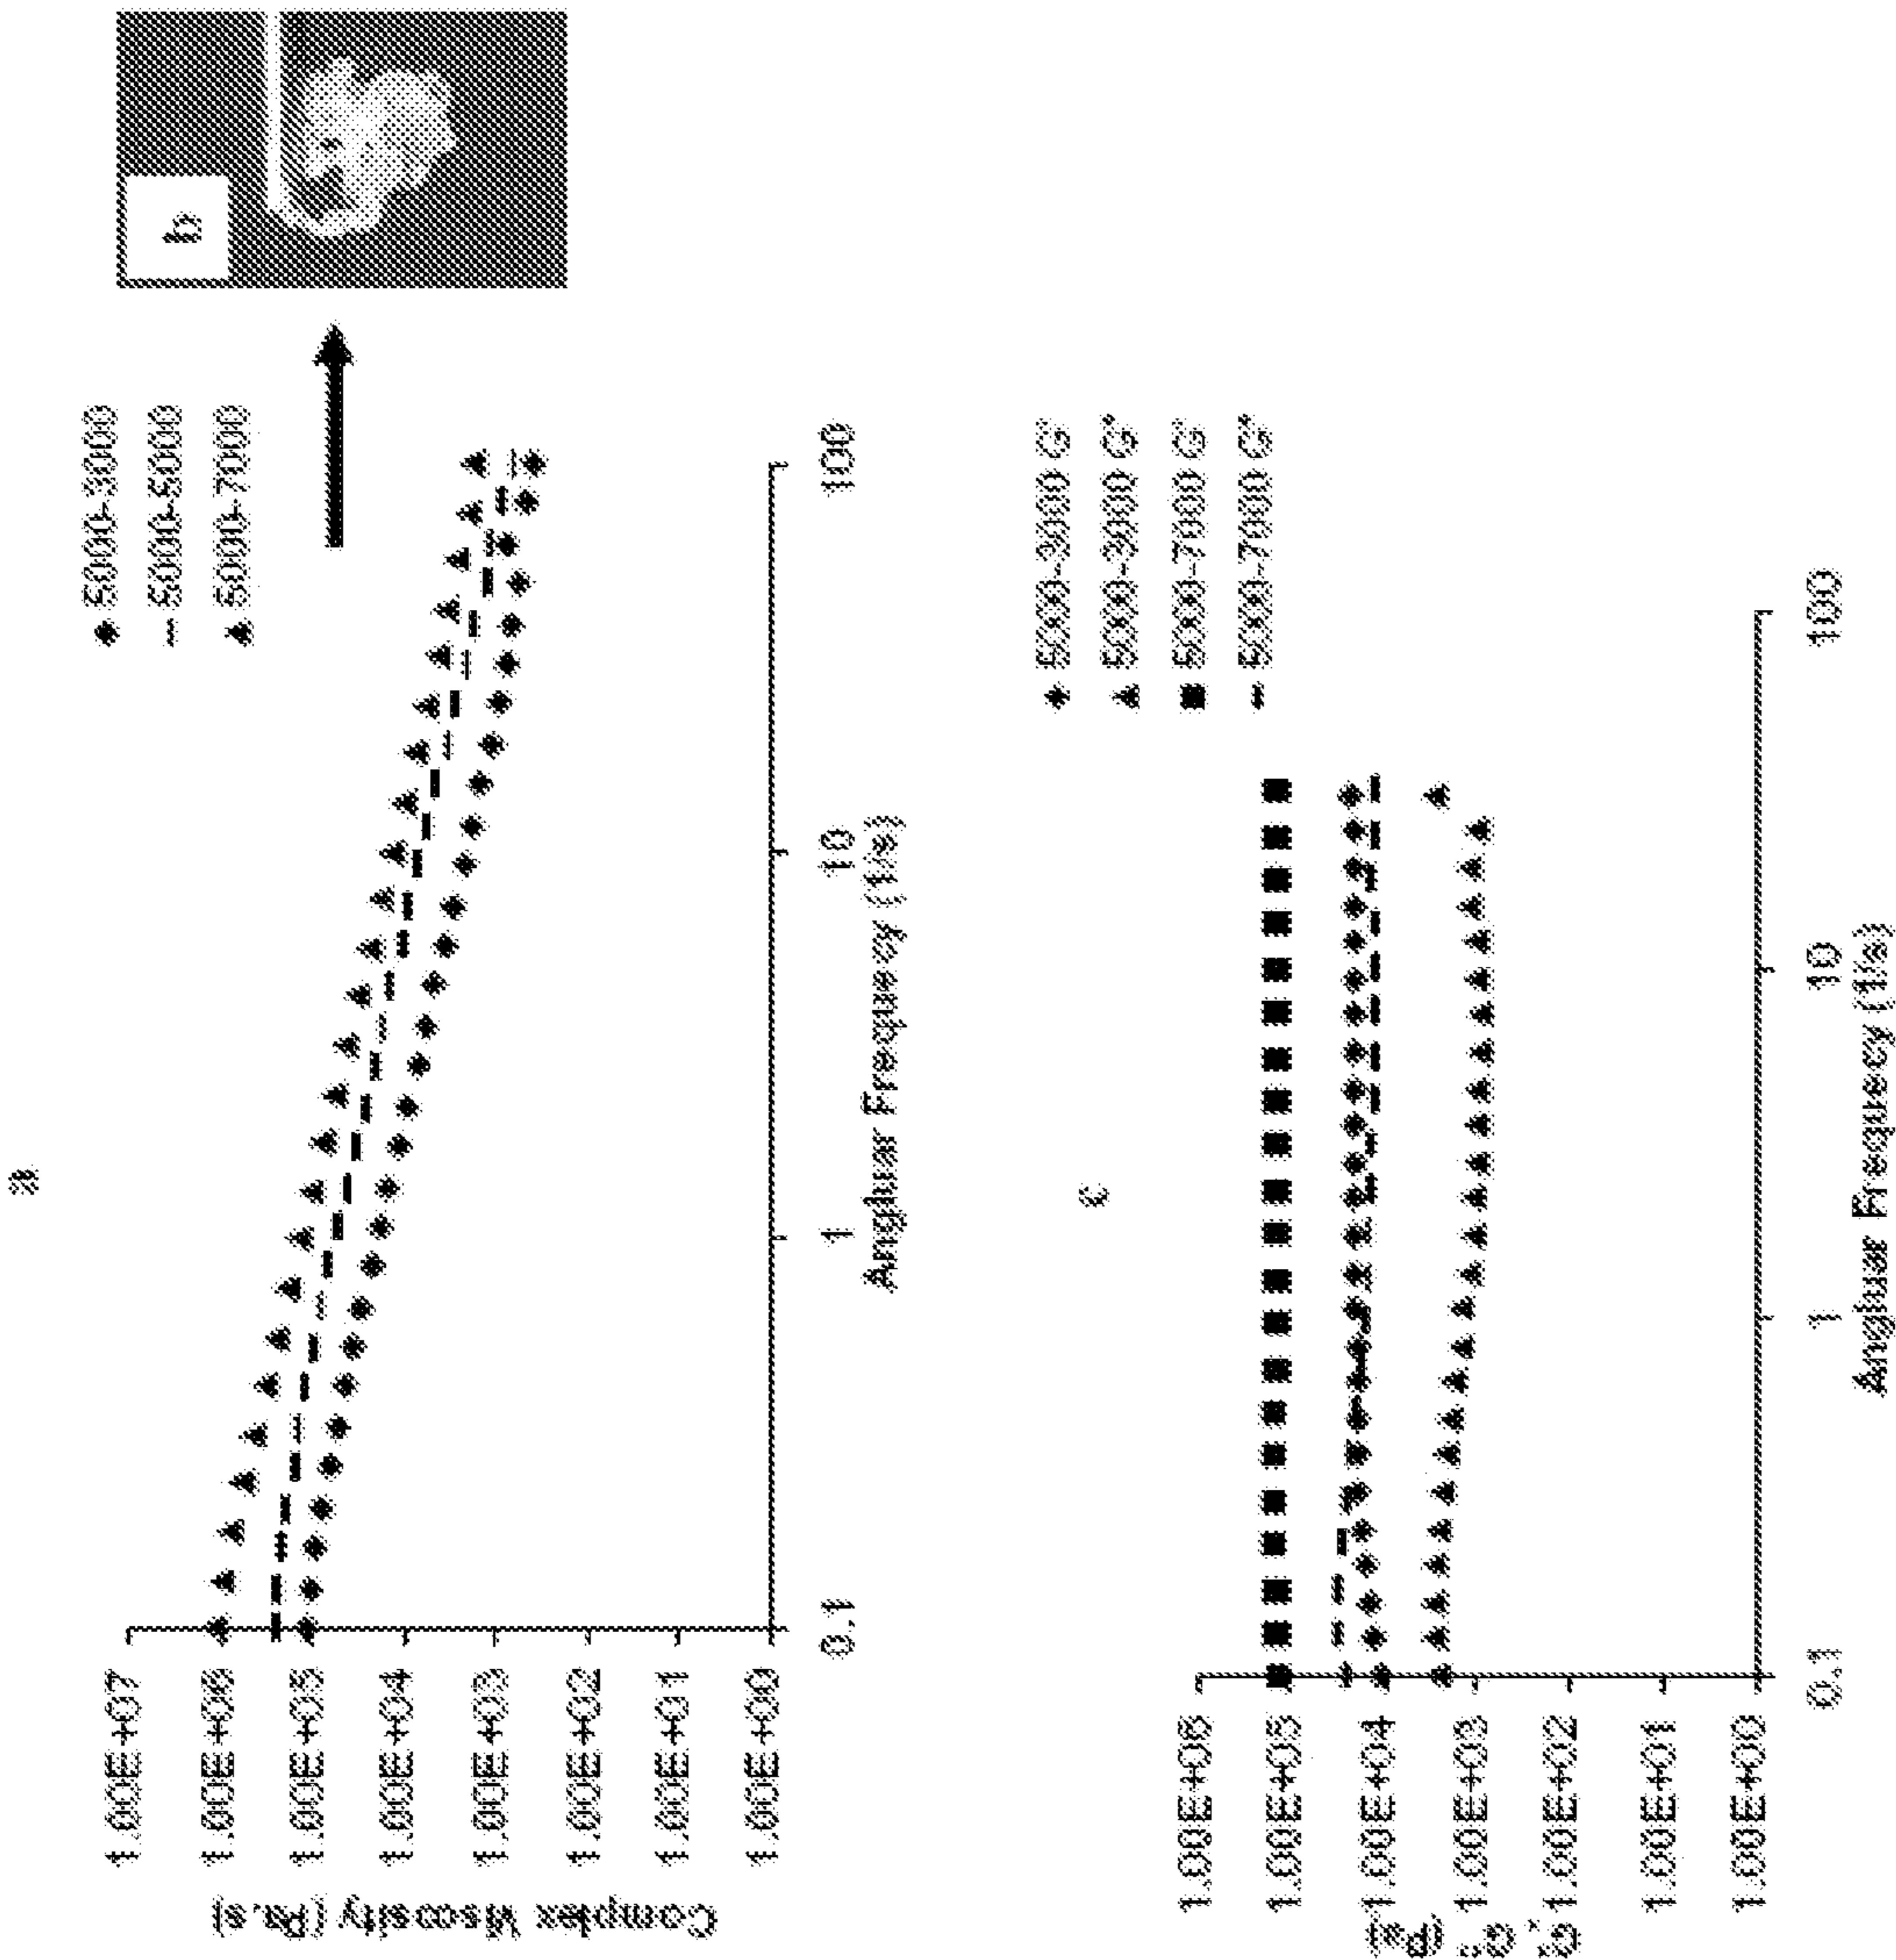 a
1.00E+07
1.00E+06
1.00E+05
1.00E+04
1.00E+03
1.00E+02
1.00E+01
1.00E+00
Complex Viscosity (Pa.s)
0.1
1
10
100
Angluar Frequency (1/s)
5000-3000
5000-5000
5000-7000
b
c
1.00E+06
1.00E+05
1.00E+04
1.00E+03
1.00E+02
1.00E+01
1.00E+00
G', G" (Pa)
0.1
1
10
100
Angluar Frequency (1/s)
5000-3000 G'
5000-3000 G"
5000-7000 G'
5000-7000 G"